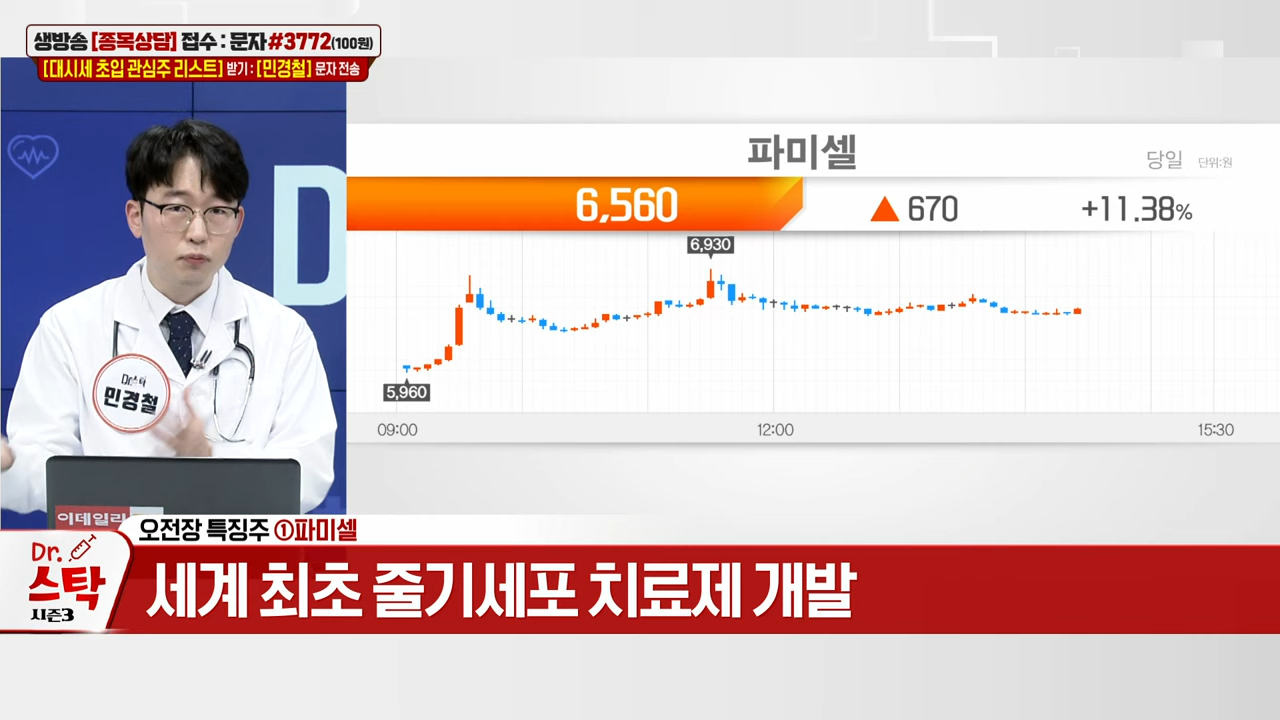 생방송 [종목상담] 접수 : 문자#3772(100원)
[대시세 초입 관심주 리스트] 받기 : [민경철] 문자 전송
D
파미셀
당일 단위:원
6,560 ▲ 670 +11.38%
6,930
5,960
09:00 12:00 15:30
Dr.스탁
민경철
이데일리
오전장 특징주 ①파미셀
Dr.
스탁
시즌3
세계 최초 줄기세포 치료제 개발